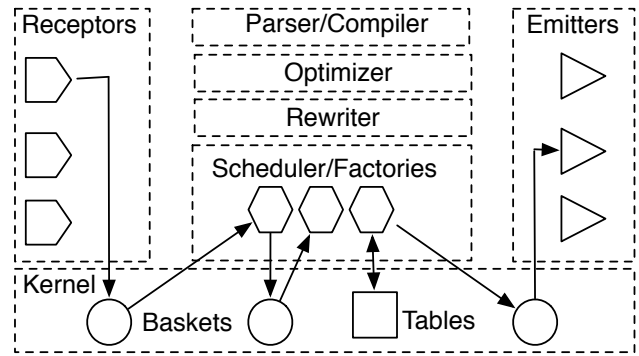 Receptors
Parser/Compiler
Emitters
Optimizer
Rewriter
Scheduler/Factories
Kernel
Baskets
Tables